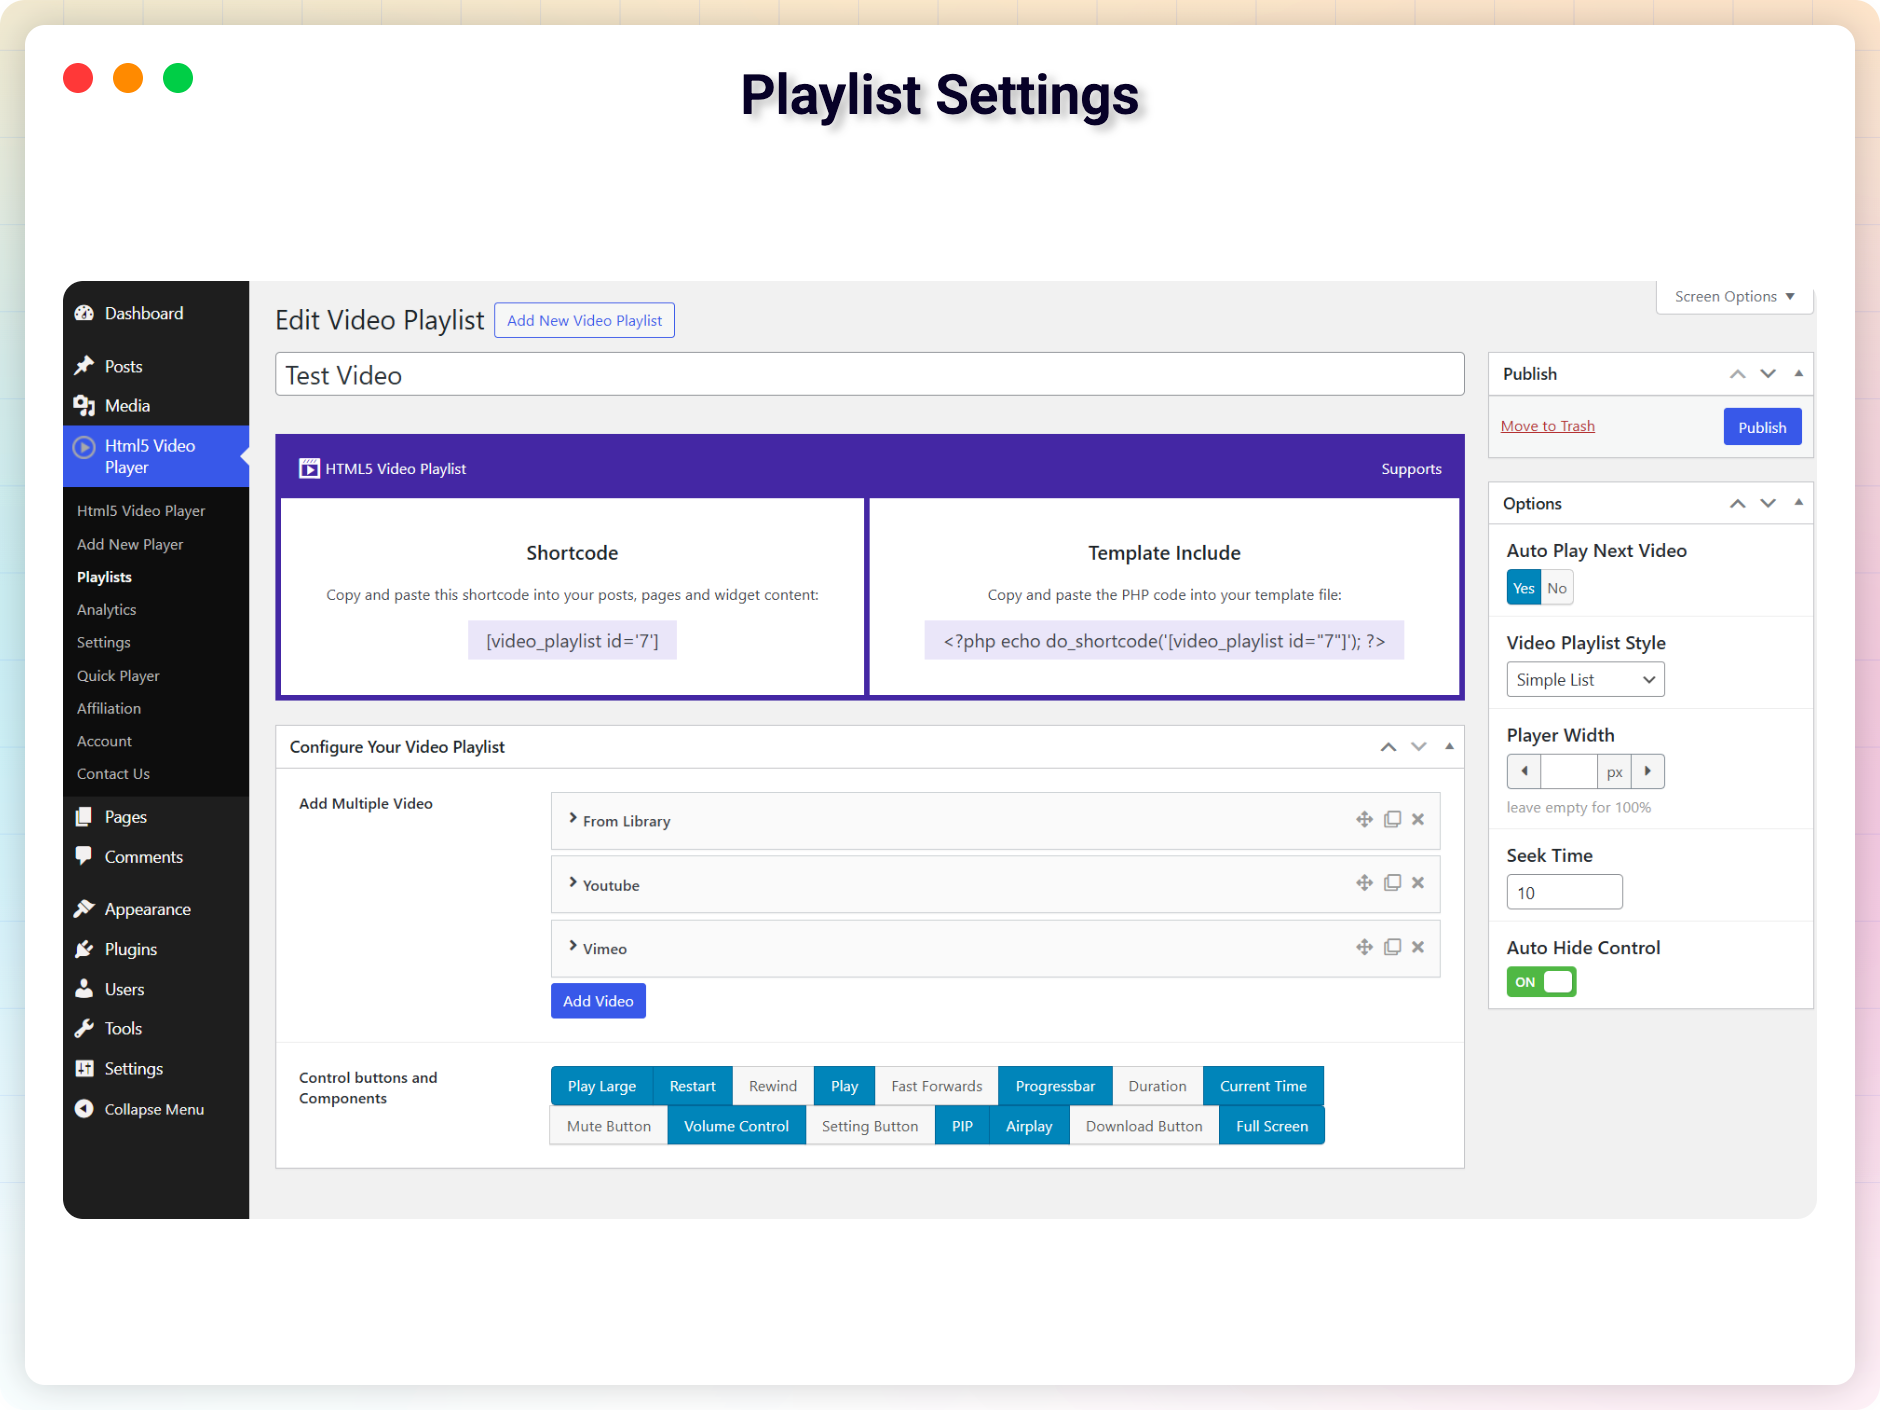 Playlist Settings
Dashboard
Posts
Media
Html5 Video
Player
Html5 Video Player
Add New Player
Playlists
Analytics
Settings
Quick Player
Affiliation
Account
Contact Us
Pages
Comments
Appearance
Plugins
Users
Tools
Settings
Collapse Menu
Screen Options
Edit Video Playlist
Add New Video Playlist
Test Video
HTML5 Video Playlist
Supports
Shortcode
Copy and paste this shortcode into your posts, pages and widget content:
[video_playlist id='7']
Template Include
Copy and paste the PHP code into your template file:
<?php echo do_shortcode('[video_playlist id="7"]'); ?>
Configure Your Video Playlist
Add Multiple Video
From Library
Youtube
Vimeo
Add Video
Control buttons and
Components
Play Large Restart Rewind Play Fast Forwards Progressbar Duration Current Time
Mute Button Volume Control Setting Button PIP Airplay Download Button Full Screen
Publish
Move to Trash
Publish
Options
Auto Play Next Video
Yes No
Video Playlist Style
Simple List
Player Width
px
leave empty for 100%
Seek Time
10
Auto Hide Control
ON